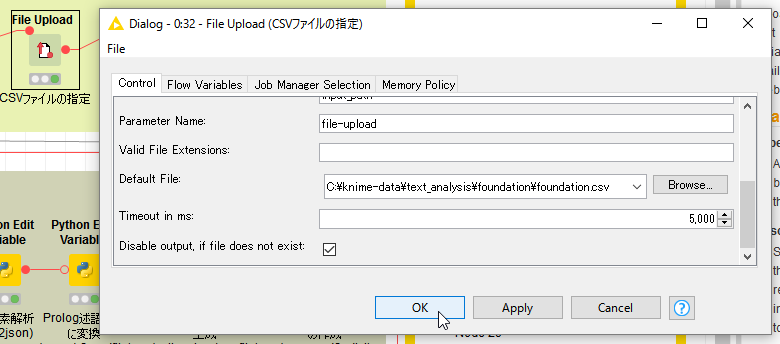 File Upload
CSVファイルの指定
Dialog - 0:32 - File Upload (CSVファイルの指定)
File
Control
Flow Variables
Job Manager Selection
Memory Policy
Parameter Name:
file-upload
Valid File Extensions:
Default File:
C:¥knime-data¥text_analysis¥foundation¥foundation.csv
Browse...
Timeout in ms:
5,000
Disable output, if file does not exist:
OK
Apply
Cancel
?
n Edit
iable
Python Edit
Variable
素解析
2json)
Prolog述語
に変換